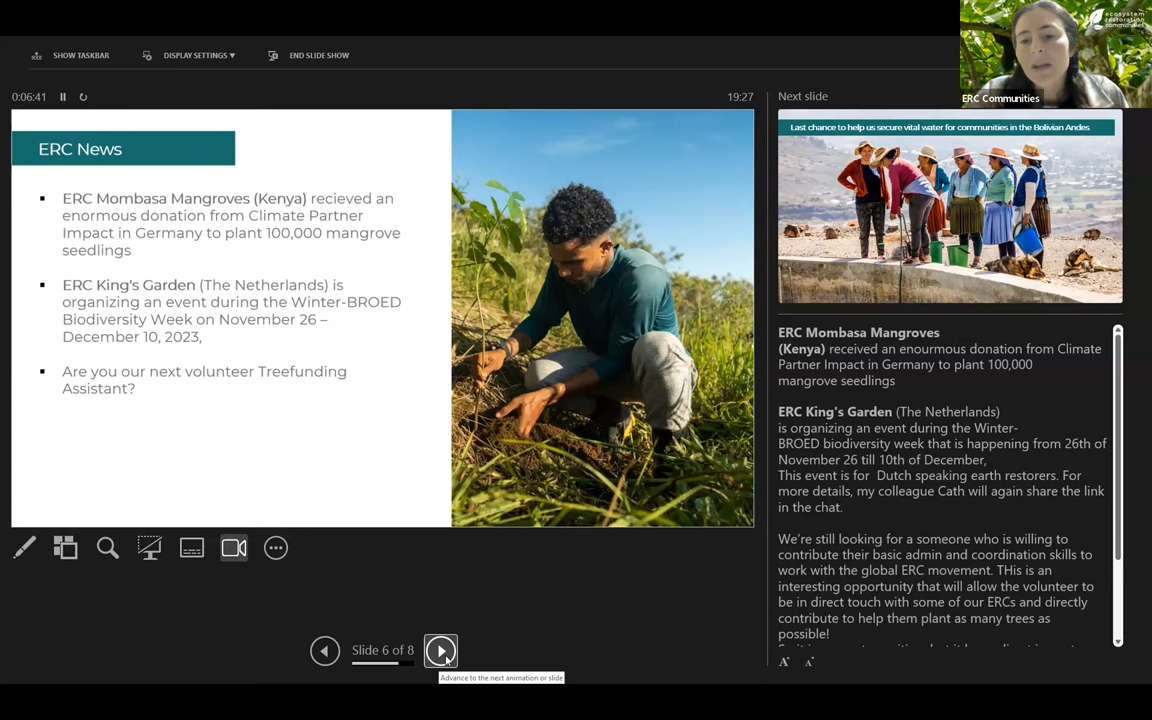 ecosystem
restoration
communities
SHOW TASKBAR
DISPLAY SETTINGS ▼
END SLIDE SHOW
ERC Communities
0:06:41
19:27
Next slide
ERC News
▪ ERC Mombasa Mangroves (Kenya) recieved an
enormous donation from Climate Partner
Impact in Germany to plant 100,000 mangrove
seedlings
▪ ERC King's Garden (The Netherlands) is
organizing an event during the Winter-BROED
Biodiversity Week on November 26 –
December 10, 2023,
▪ Are you our next volunteer Treefunding
Assistant?
Last chance to help us secure vital water for communities in the Bolivian Andes
ERC Mombasa Mangroves
(Kenya) received an enourmous donation from Climate
Partner Impact in Germany to plant 100,000
mangrove seedlings
ERC King's Garden (The Netherlands)
is organizing an event during the Winter-
BROED biodiversity week that is happening from 26th of
November 26 till 10th of December,
This event is for Dutch speaking earth restorers. For
more details, my colleague Cath will again share the link
in the chat.
We're still looking for a someone who is willing to
contribute their basic admin and coordination skills to
work with the global ERC movement. THis is an
interesting opportunity that will allow the volunteer to
be in direct touch with some of our ERCs and directly
contribute to help them plant as many trees as
possible!
Slide 6 of 8
Advance to the next animation or slide
A A